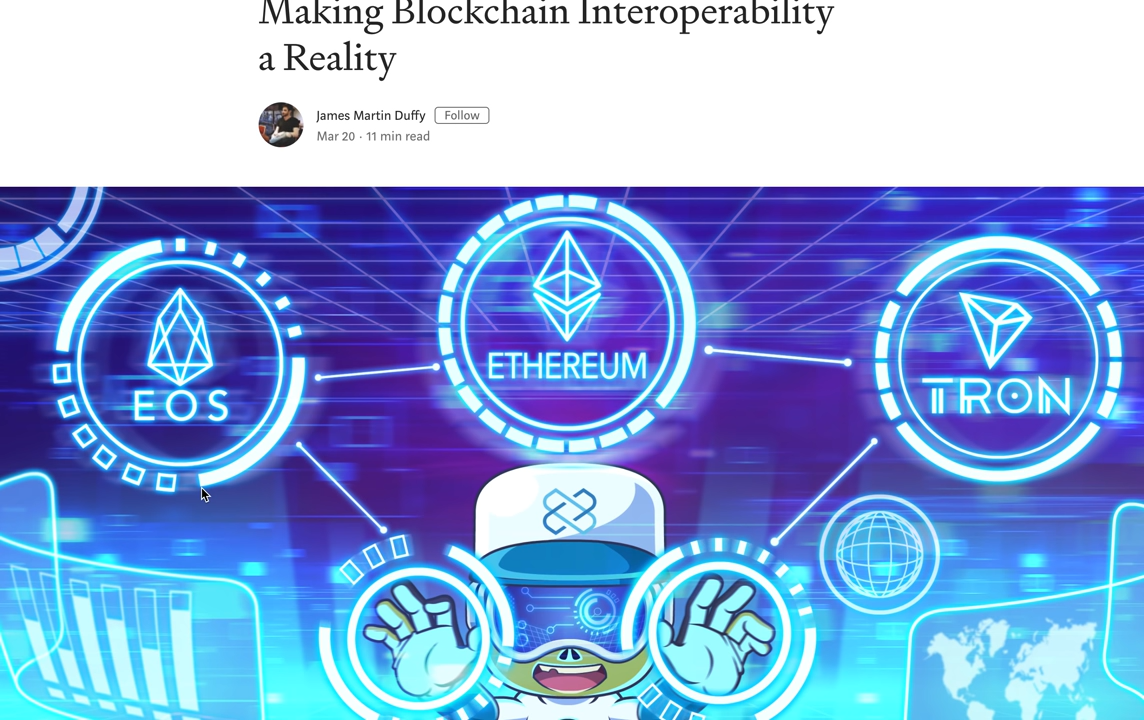 Making Blockchain Interoperability
a Reality
James Martin Duffy Follow
Mar 20 · 11 min read
ETHEREUM
EOS
TRON